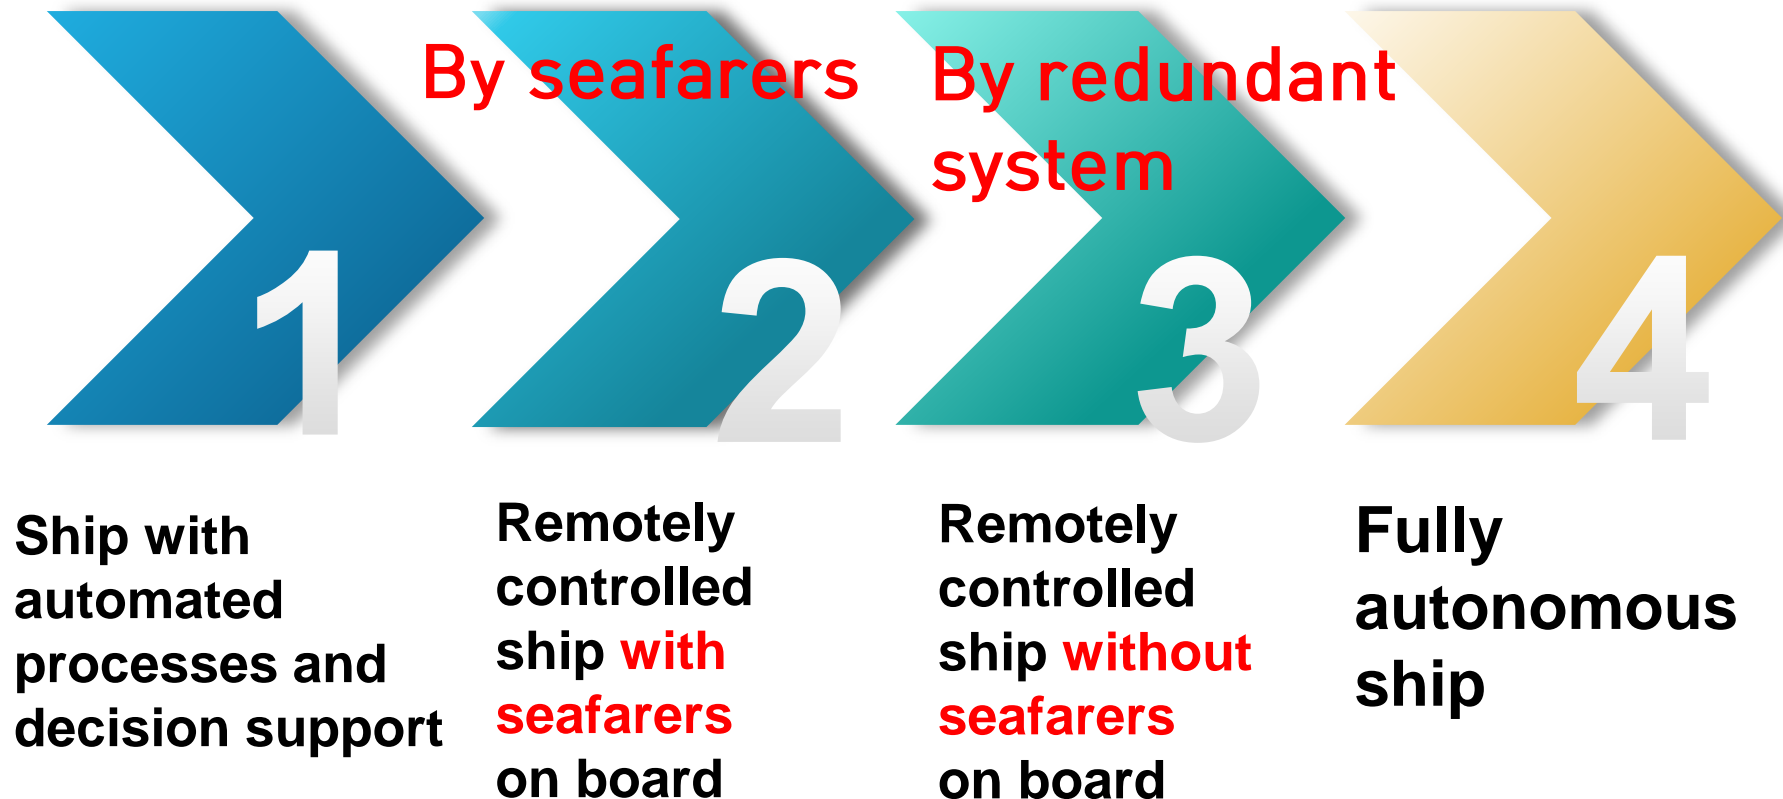 By seafarers
By redundant
system
1
2
3
4
Ship with
automated
processes and
decision support
Remotely
controlled
ship with
seafarers
on board
Remotely
controlled
ship without
seafarers
on board
Fully
autonomous
ship